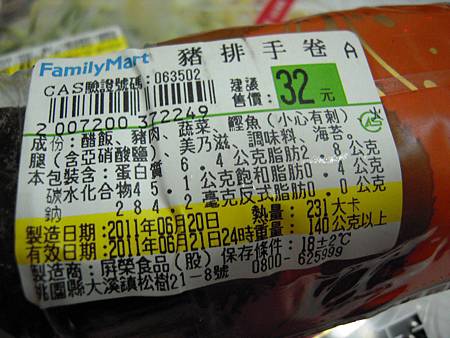 FamilyMart 豬排手卷 A
CAS驗證號碼:063502
建議售價: 32 元
2 007200 372249
成份:醋飯、豬肉、蔬菜、鰹魚(小心有刺)
腿(含亞硝酸鹽)、美乃滋、調味料、海苔。
本包裝含:蛋白質6.4公克脂肪2.8公克
碳水化合物45.1公克飽和脂肪0.4公克
鈉284.2毫克反式脂肪0.0公克
熱量:231大卡
製造日期:2011年06月20日
重量:140公克以上
有效日期:2011年06月21日24時
保存條件:18±2℃
製造商:屏榮食品(股) 0800-625999
桃園縣大溪鎮松樹21-8號